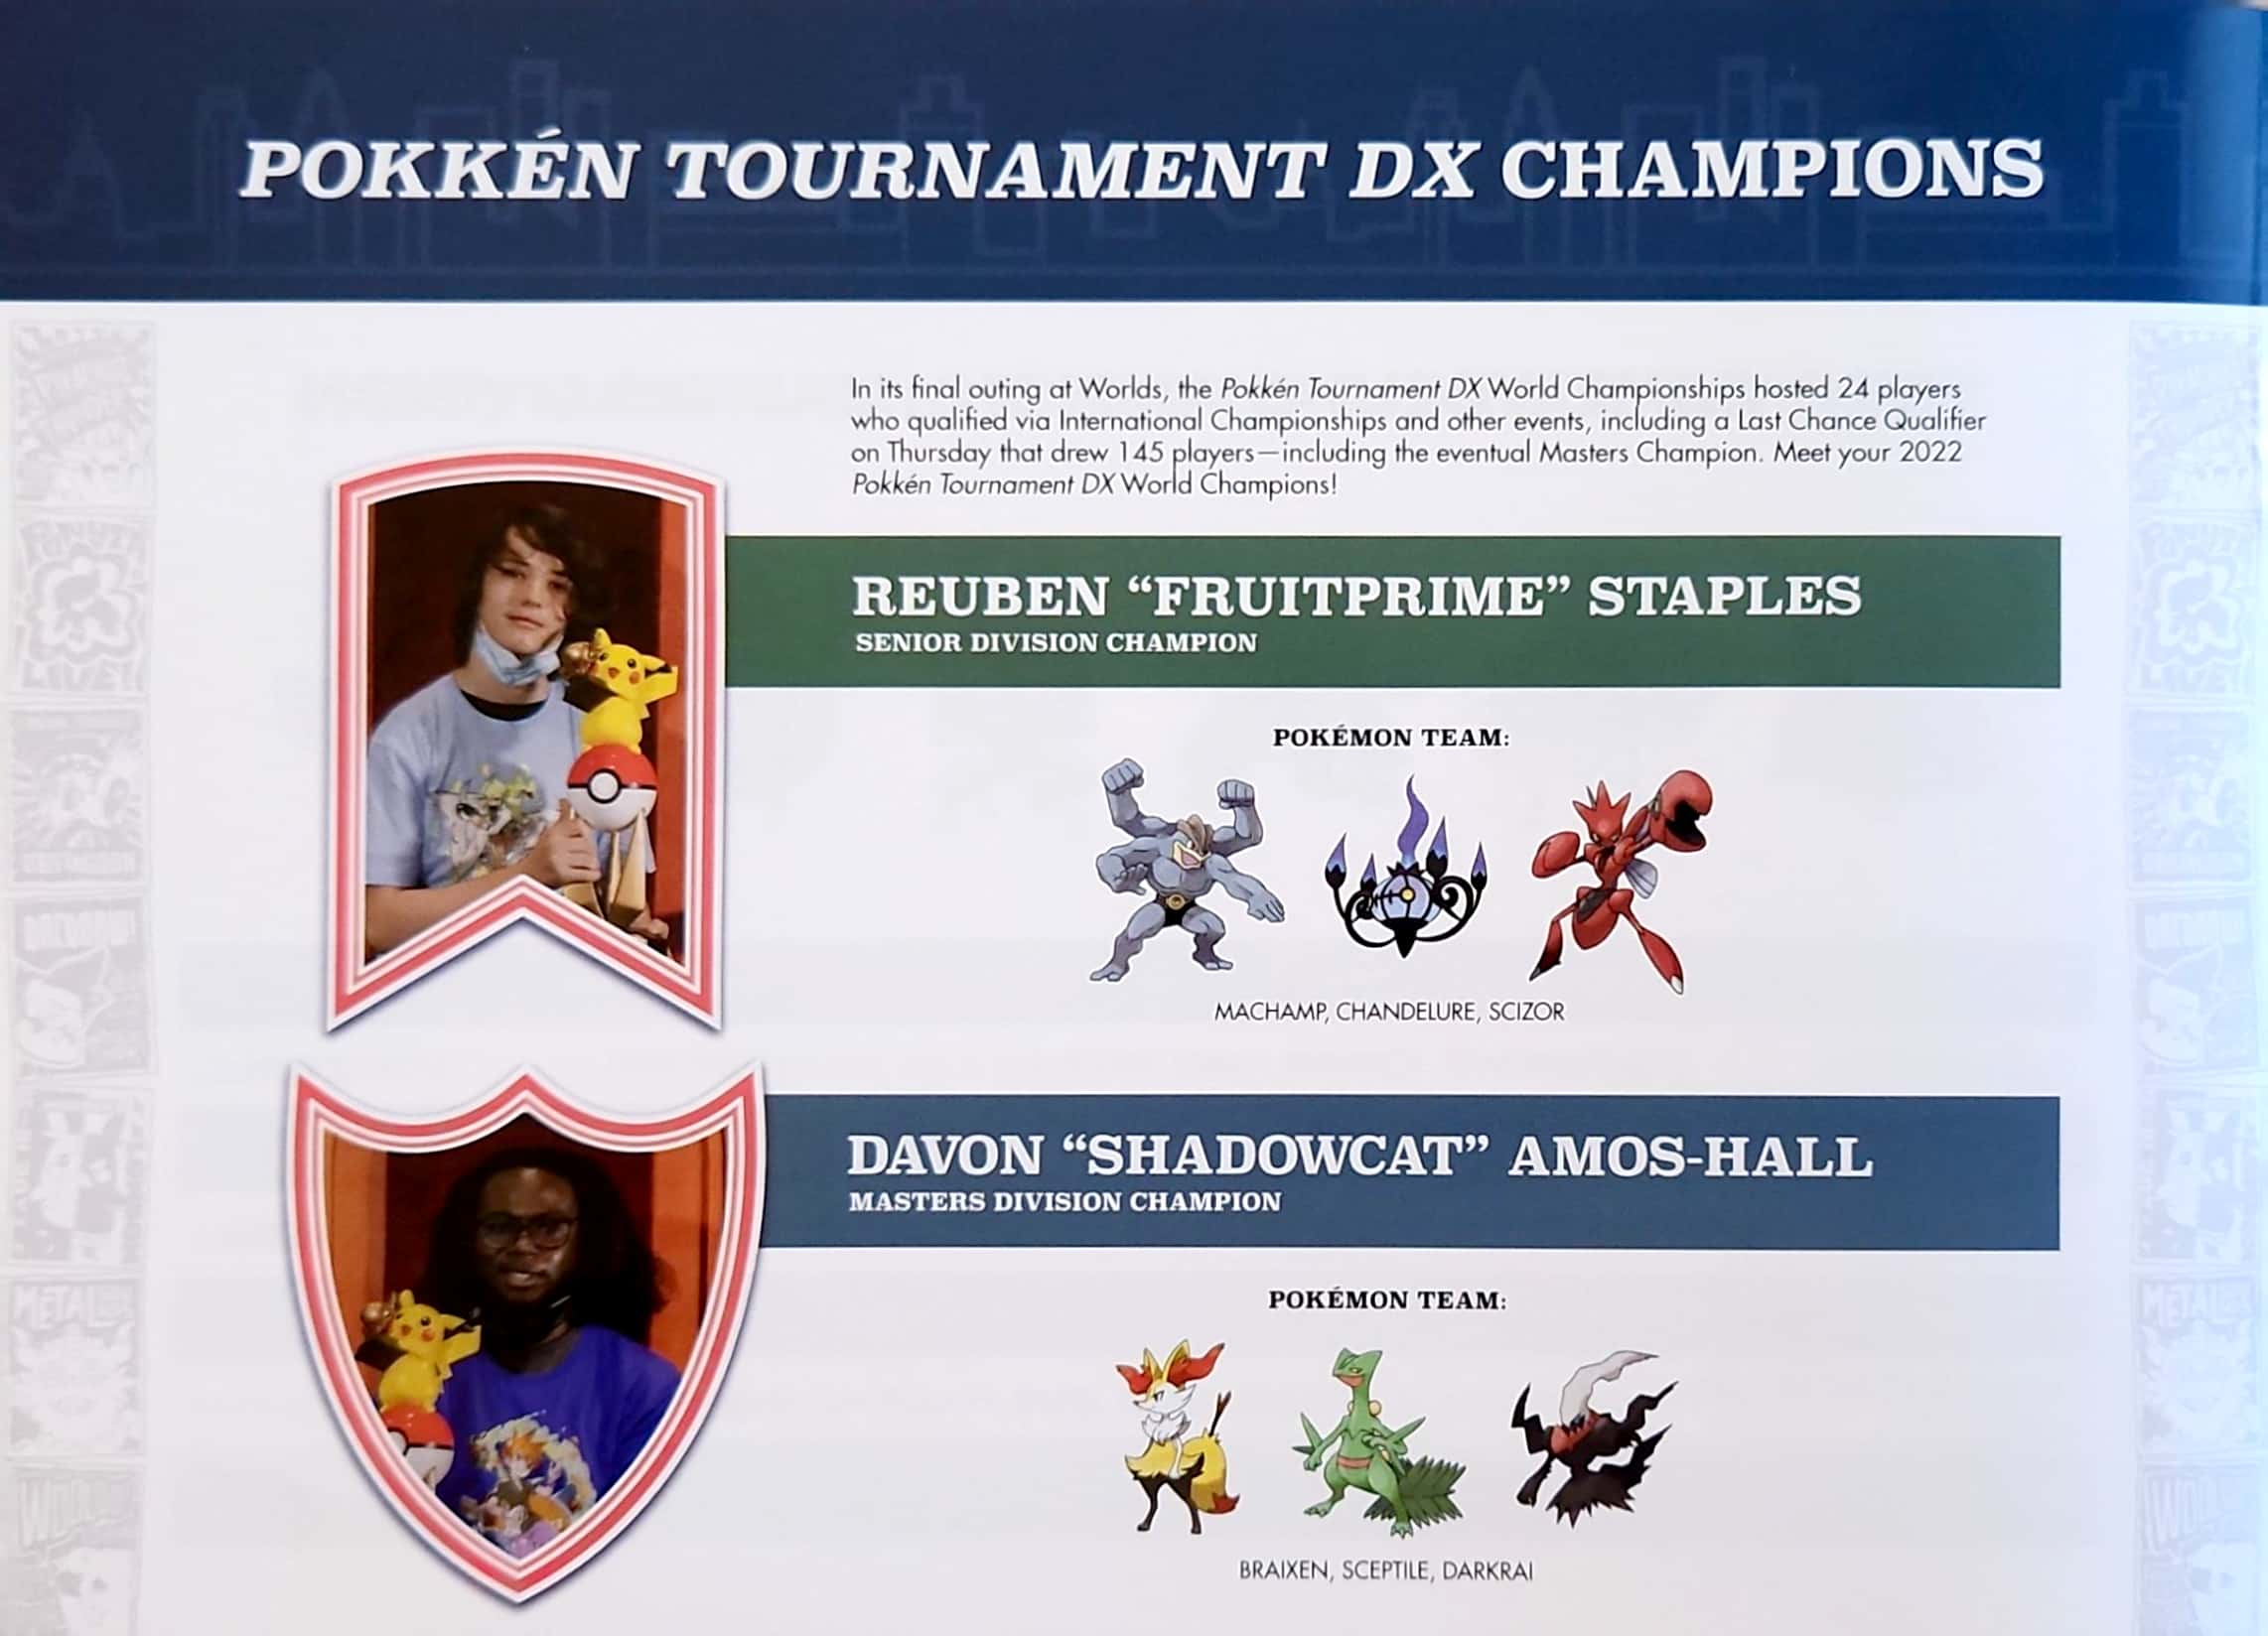 POKKÉN TOURNAMENT DX CHAMPIONS
In its final outing at Worlds, the Pokkén Tournament DX World Championships hosted 24 players
who qualified via International Championships and other events, including a Last Chance Qualifier
on Thursday that drew 145 players—including the eventual Masters Champion. Meet your 2022
Pokkén Tournament DX World Champions!
REUBEN “FRUITPRIME” STAPLES
SENIOR DIVISION CHAMPION
POKÉMON TEAM:
MACHAMP, CHANDELURE, SCIZOR
DAVON “SHADOWCAT” AMOS-HALL
MASTERS DIVISION CHAMPION
POKÉMON TEAM:
BRAIXEN, SCEPTILE, DARKRAI